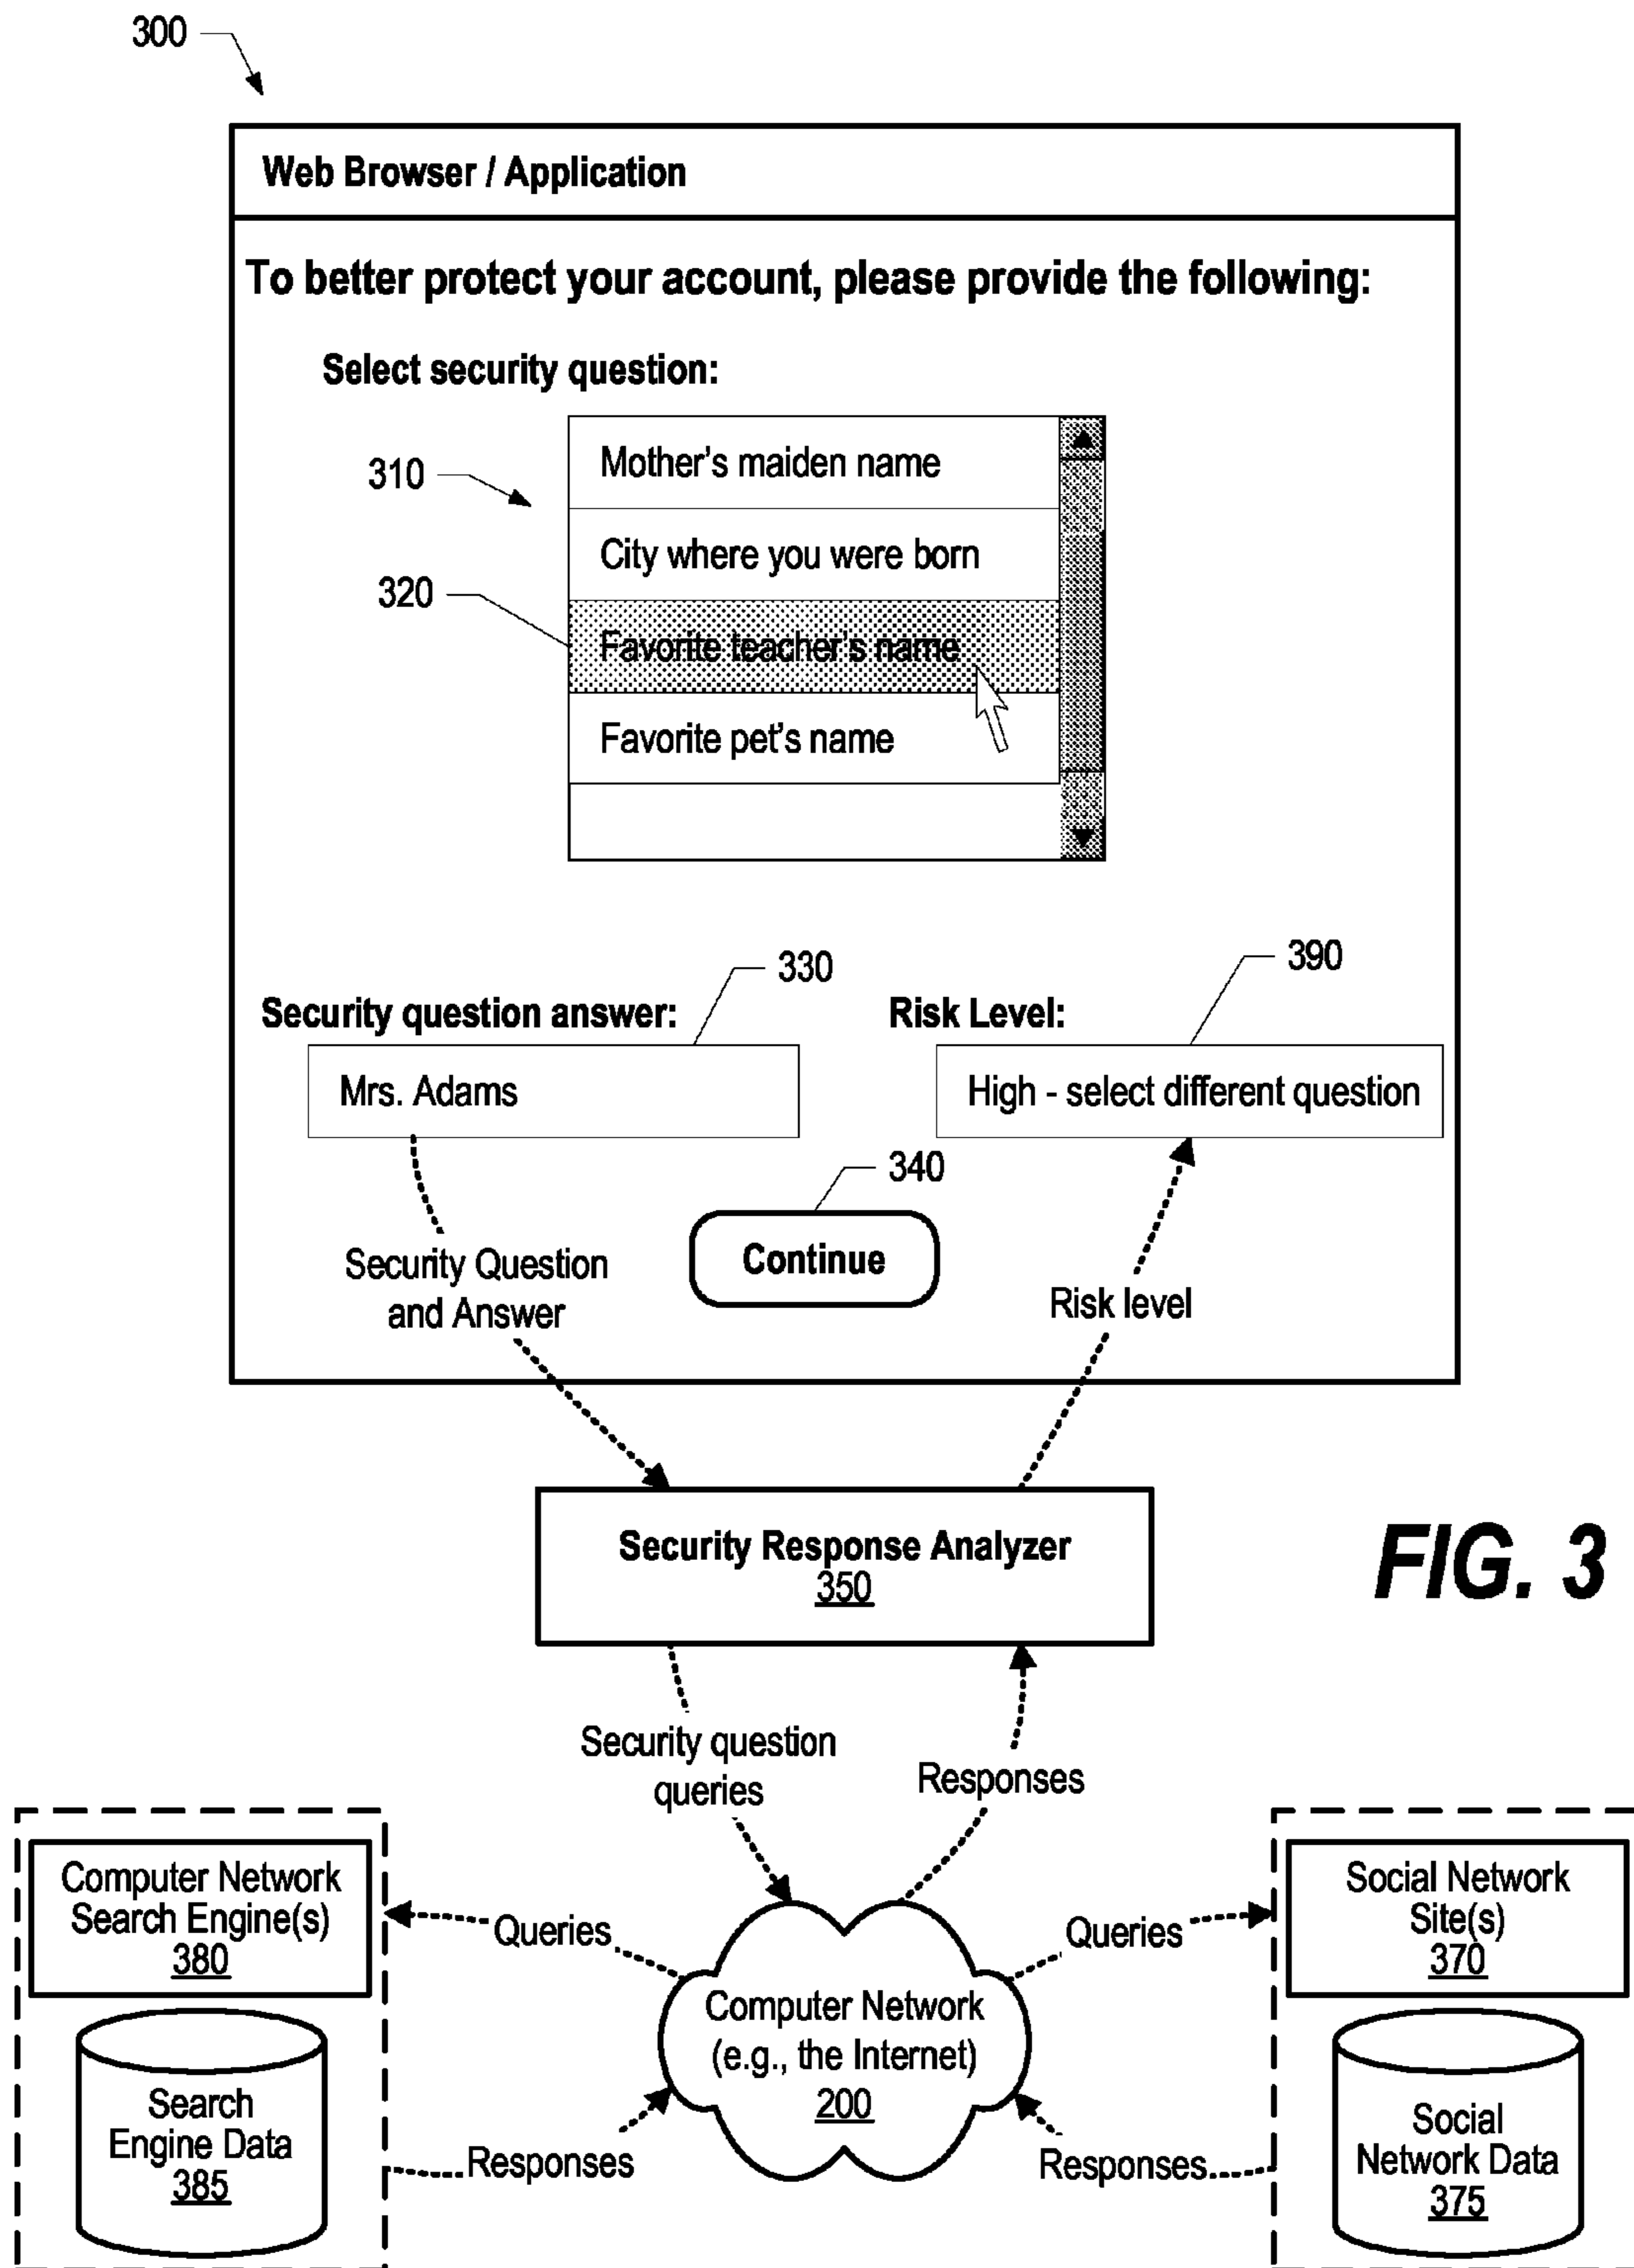 300
Web Browser / Application
To better protect your account, please provide the following:
Select security question:
310
Mother's maiden name
City where you were born
320
Favorite teacher's name
Favorite pet's name
330
390
Security question answer:
Risk Level:
Mrs. Adams
High - select different question
340
Continue
Security Question
and Answer
Risk level
Security Response Analyzer
350
FIG. 3
Security question
queries
Responses
Computer Network
Search Engine(s)
380
Queries
Queries
Social Network
Site(s)
370
Computer Network
(e.g., the Internet)
200
Search
Engine Data
385
Responses
Responses
Social
Network Data
375